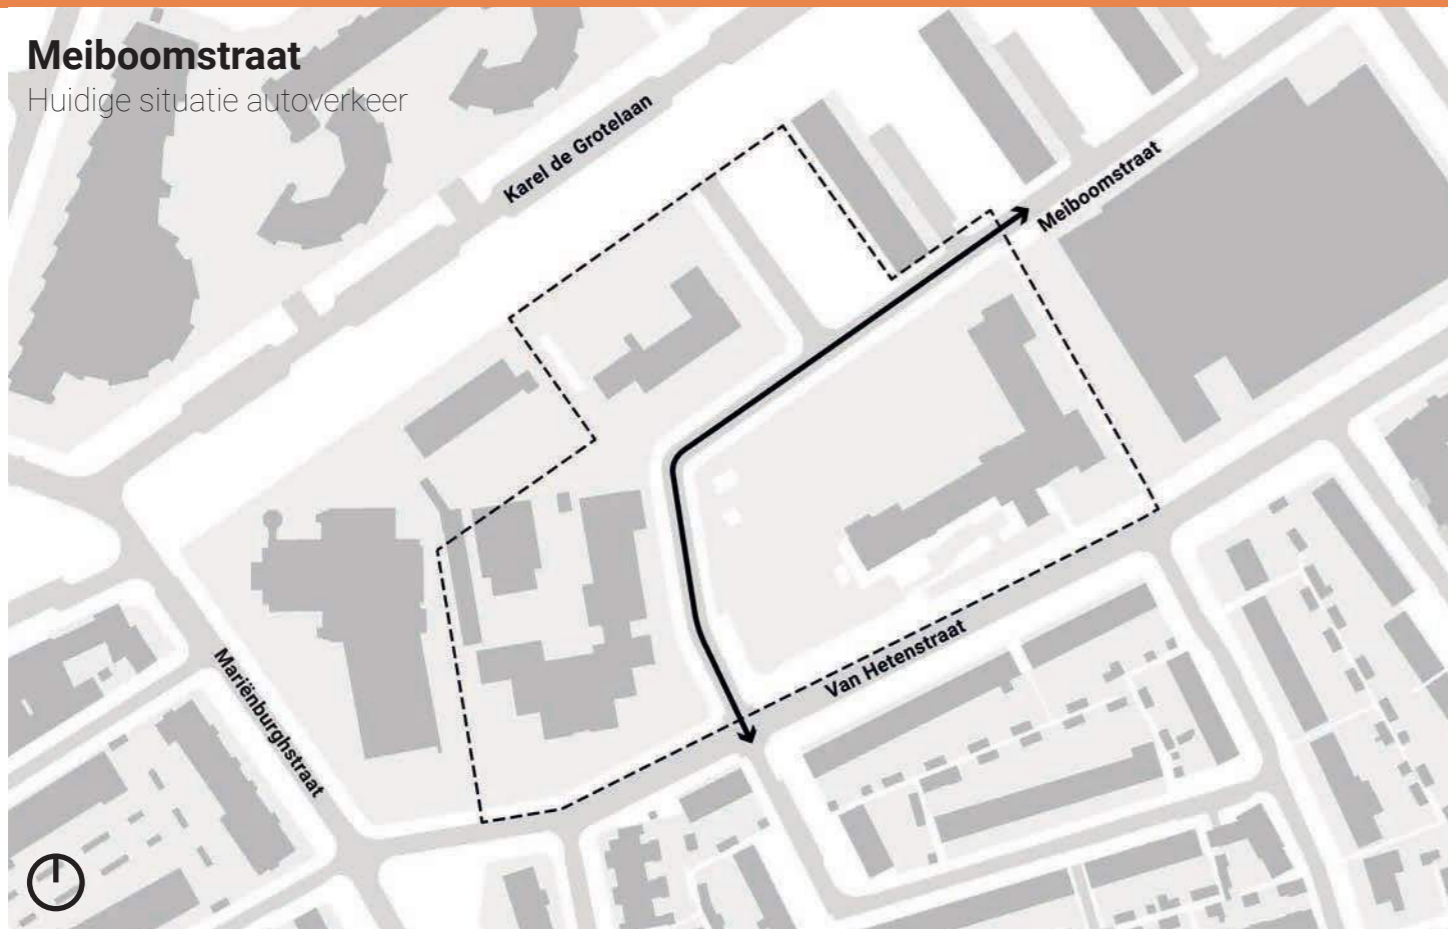 Meiboomstraat
Huidige situatie autoverkeer
Karel de Grotelaan
Meiboomstraat
Van Hetenstraat
Mariënburghstraat